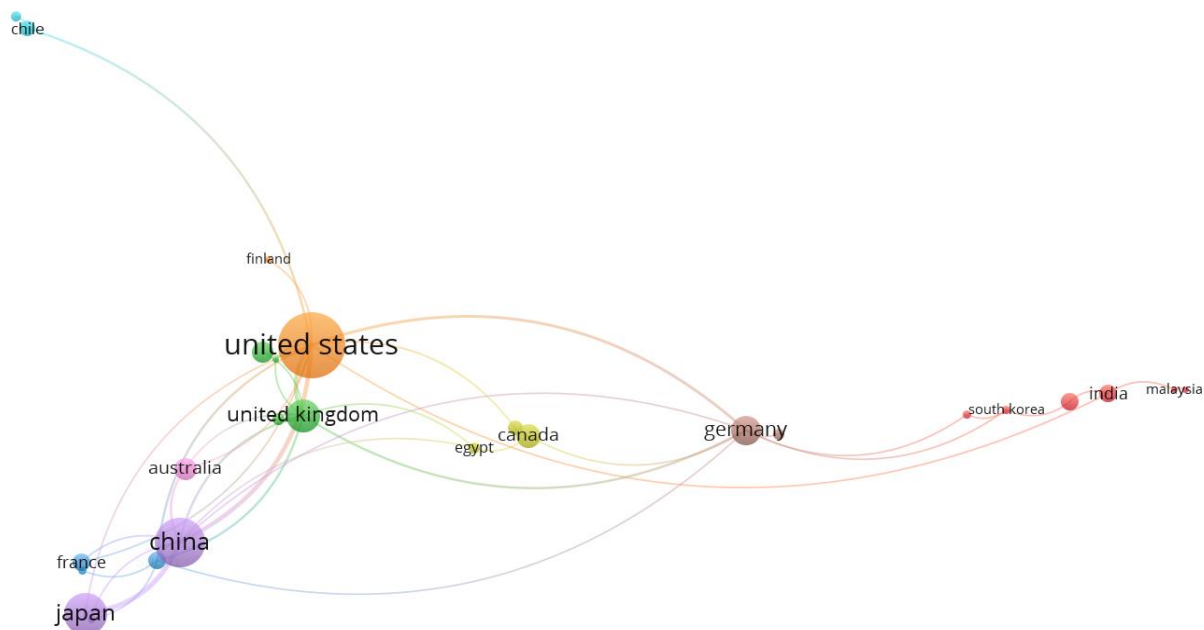 chile
finland
united states
united kingdom
canada
egypt
germany
south korea
india
malaysia
australia
china
france
japan